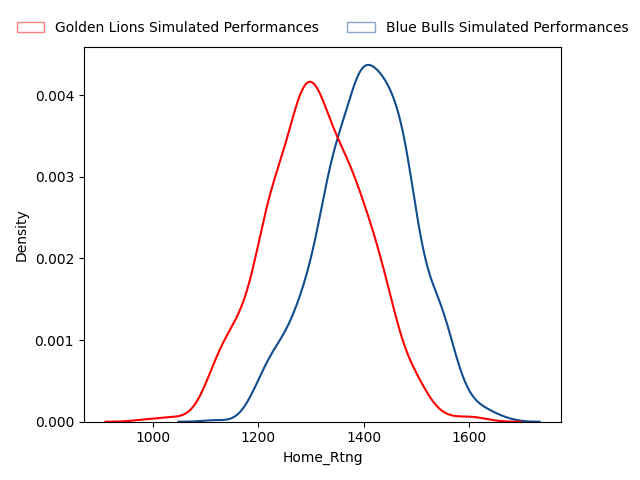 Golden Lions Simulated Performances Blue Bulls Simulated Performances
0.004
0.003
0.002
0.001
0.000
Density
1000 1200 1400 1600
Home_Rtng